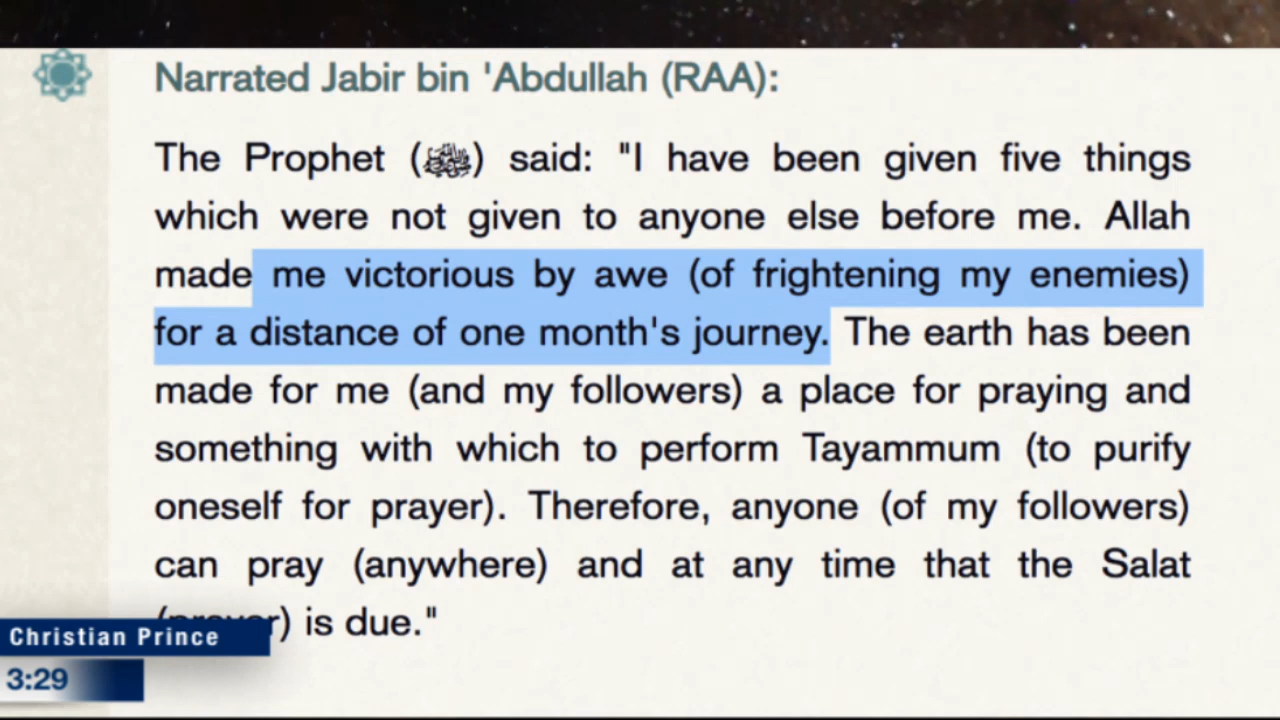 Narrated Jabir bin 'Abdullah (RAA):
The Prophet (ﷺ) said: "I have been given five things
which were not given to anyone else before me. Allah
made me victorious by awe (of frightening my enemies)
for a distance of one month's journey. The earth has been
made for me (and my followers) a place for praying and
something with which to perform Tayammum (to purify
oneself for prayer). Therefore, anyone (of my followers)
can pray (anywhere) and at any time that the Salat
(prayer) is due."
Christian Prince
3:29